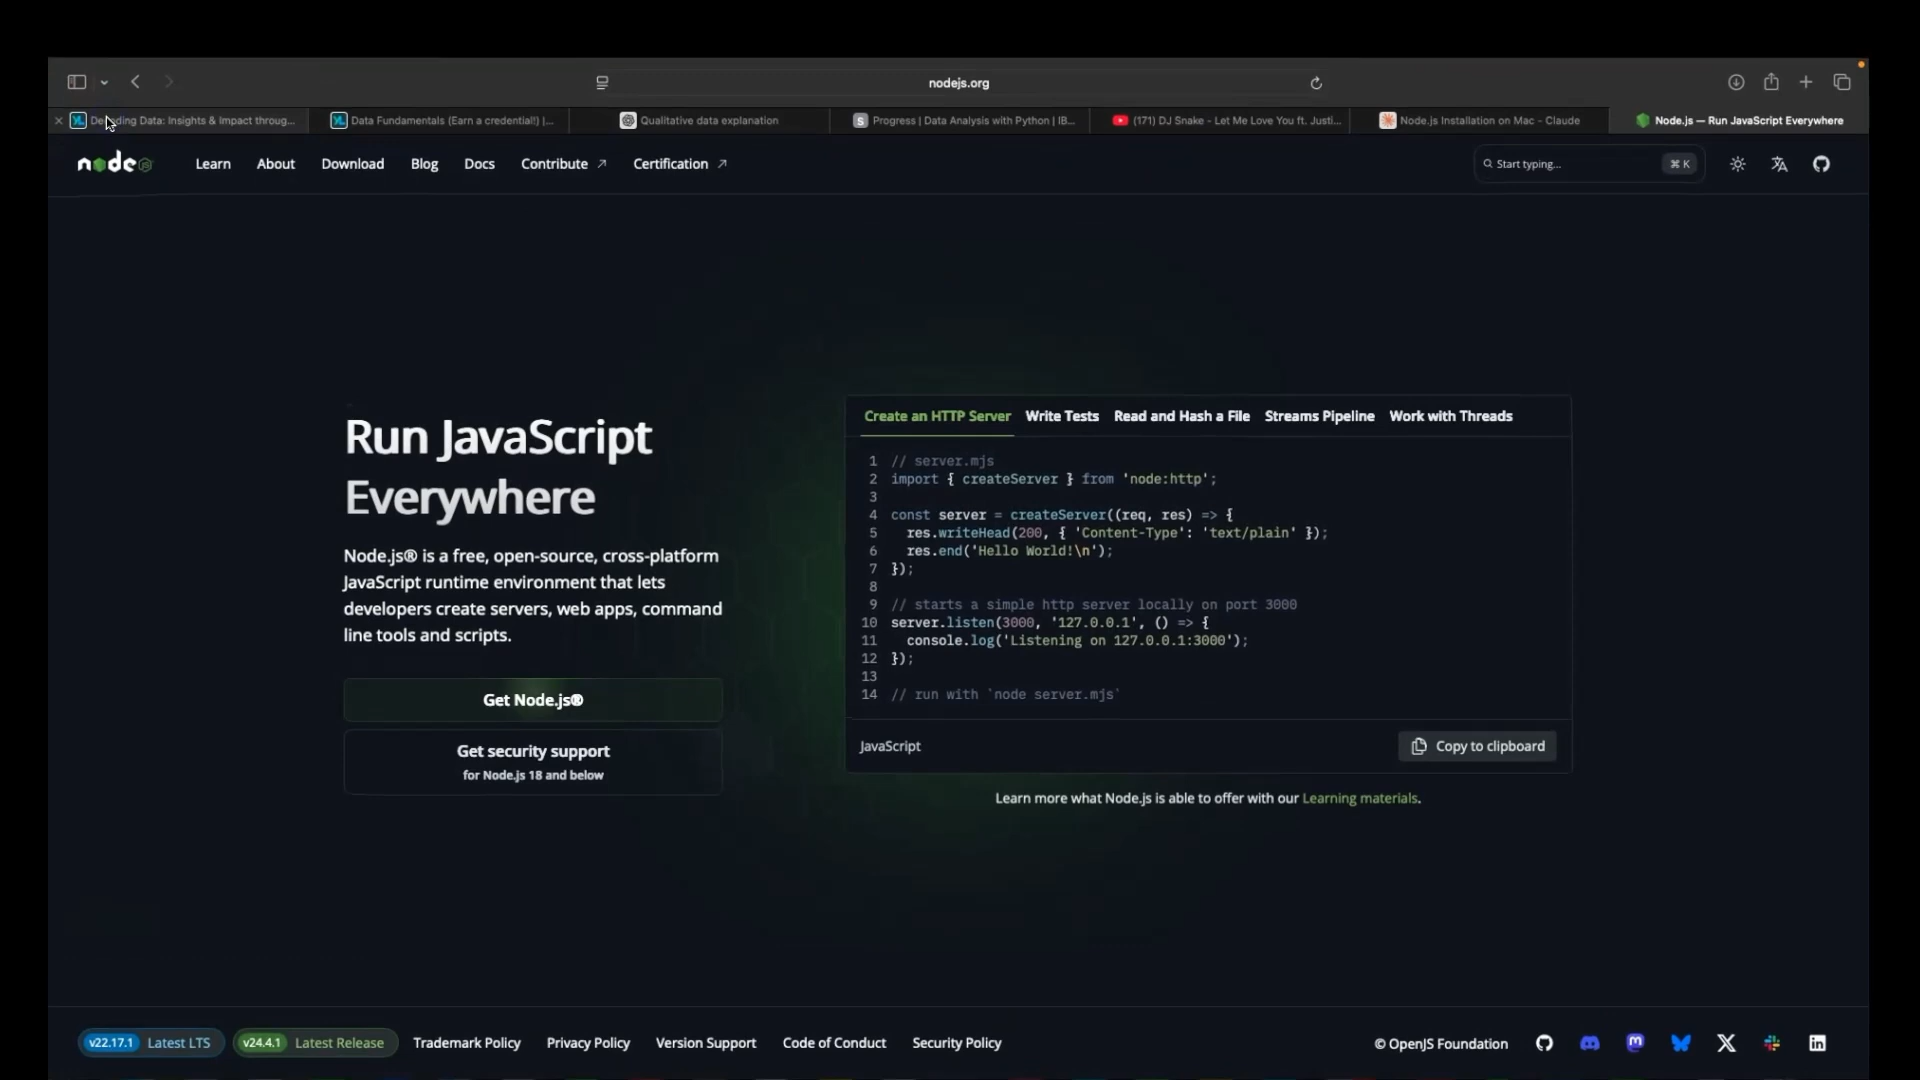 nodejs.org
Decoding Data: Insights & Impact throug...
Data Fundamentals (Earn a credential!) |...
Qualitative data explanation
Progress | Data Analysis with Python | IB...
(171) DJ Snake - Let Me Love You ft. Justi...
Node.js Installation on Mac - Claude
Node.js — Run JavaScript Everywhere
node
Learn
About
Download
Blog
Docs
Contribute
Certification
Start typing...
⌘ K
Run JavaScript
Everywhere
Node.js® is a free, open-source, cross-platform
JavaScript runtime environment that lets
developers create servers, web apps, command
line tools and scripts.
Get Node.js®
Get security support
for Node.js 18 and below
Create an HTTP Server
Write Tests
Read and Hash a File
Streams Pipeline
Work with Threads
1 // server.mjs
2 import { createServer } from 'node:http';
3
4 const server = createServer((req, res) => {
5 res.writeHead(200, { 'Content-Type': 'text/plain' });
6 res.end('Hello World!\n');
7 });
8
9 // starts a simple http server locally on port 3000
10 server.listen(3000, '127.0.0.1', () => {
11 console.log('Listening on 127.0.0.1:3000');
12 });
13
14 // run with `node server.mjs`
JavaScript
Copy to clipboard
Learn more what Node.js is able to offer with our Learning materials.
v22.17.1 Latest LTS
v24.4.1 Latest Release
Trademark Policy
Privacy Policy
Version Support
Code of Conduct
Security Policy
© OpenJS Foundation